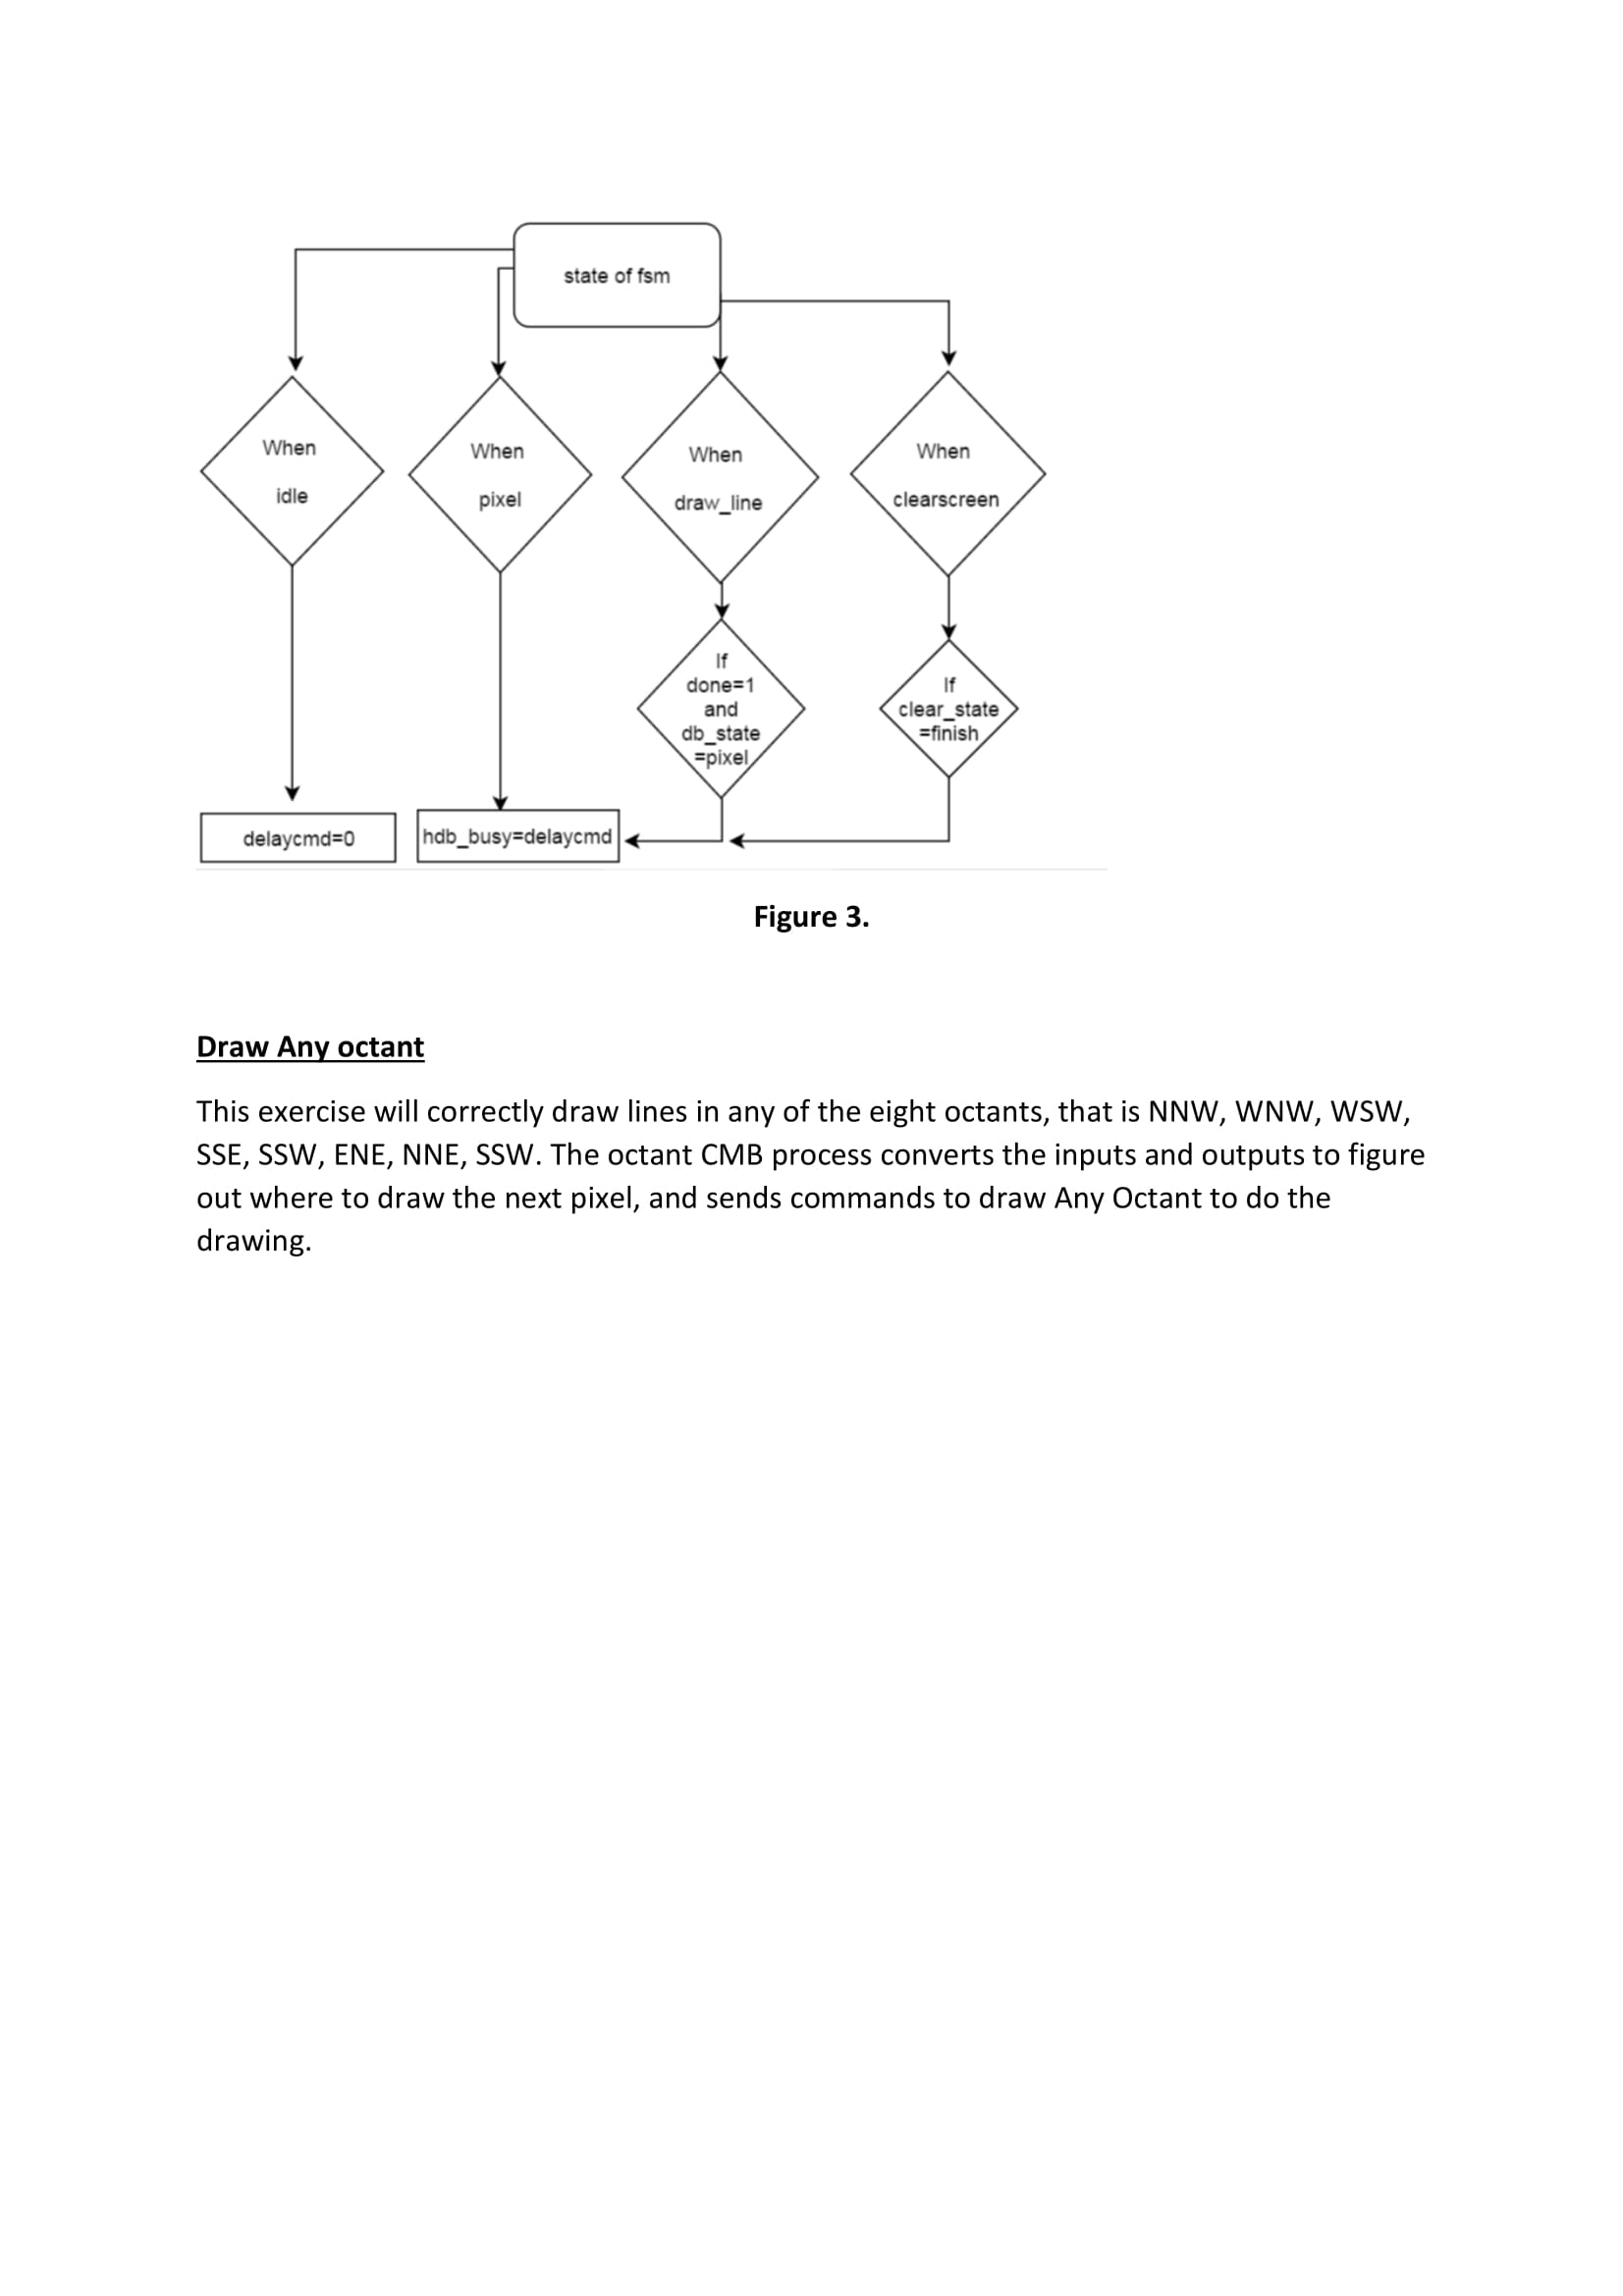 state of fsm
When
idle
When
pixel
When
draw_line
When
clearscreen
If
done=1
and
db_state
=pixel
If
clear_state
=finish
delaycmd=0
hdb_busy=delaycmd
Figure 3.
Draw Any octant
This exercise will correctly draw lines in any of the eight octants, that is NNW, WNW, WSW,
SSE, SSW, ENE, NNE, SSW. The octant CMB process converts the inputs and outputs to figure
out where to draw the next pixel, and sends commands to draw Any Octant to do the
drawing.